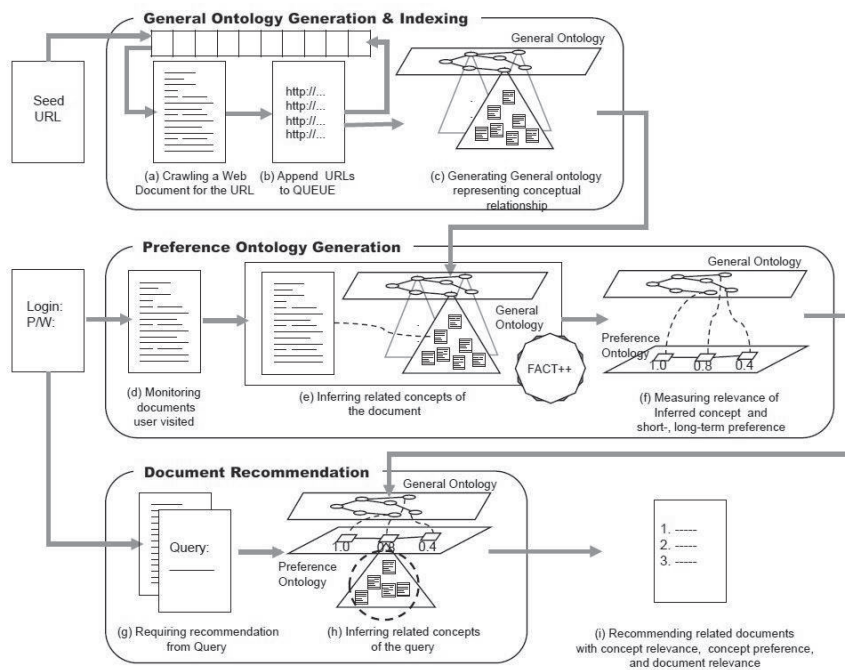 General Ontology Generation & Indexing
General Ontology
Seed
URL
http://...
http://...
http://...
http://...
(a) Crawling a Web
Document for the URL
(b) Append URLs
to QUEUE
(c) Generating General ontology
representing conceptual
relationship
Preference Ontology Generation
General Ontology
Login:
P/W:
General
Ontology
Preference
Ontology
1.0
0.8
0.4
FACT++
(d) Monitoring
documents
user visited
(e) Inferring related concepts of
the document
(f) Measuring relevance of
Inferred concept and
short-, long-term preference
Document Recommendation
General Ontology
Query:
1.0
0.8
0.4
Preference
Ontology
1. -----
2. -----
3. -----
(g) Requiring recommendation
from Query
(h) Inferring related concepts
of the query
(i) Recommending related documents
with concept relevance, concept preference,
and document relevance